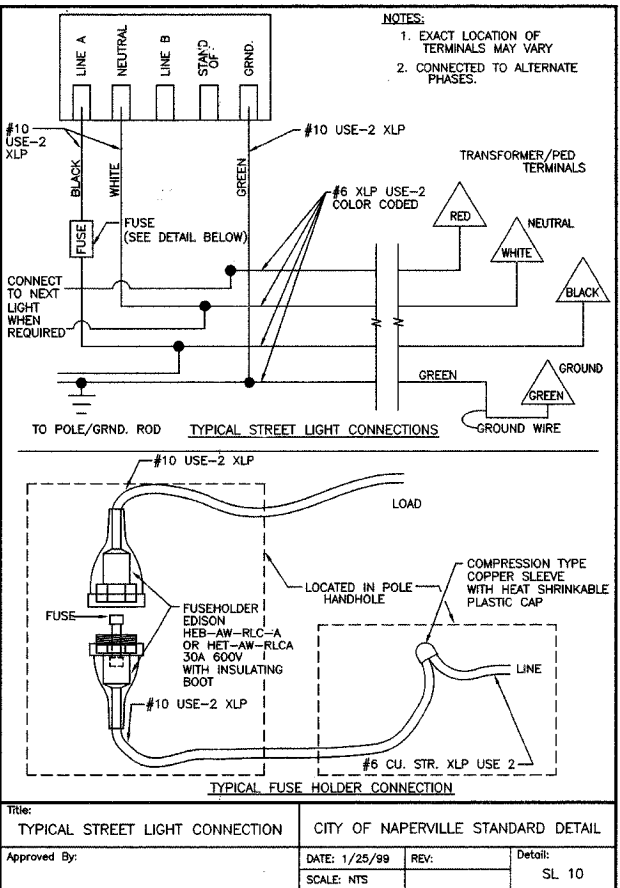 NOTES:
1. EXACT LOCATION OF
TERMINALS MAY VARY
2. CONNECTED TO ALTERNATE
PHASES.
LINE A
NEUTRAL
LINE B
STAND
OF
GRND.
#10
USE-2
XLP
#10 USE-2 XLP
BLACK
WHITE
GREEN
TRANSFORMER/PED
TERMINALS
#6 XLP USE-2
COLOR CODED
RED
NEUTRAL
WHITE
BLACK
FUSE
FUSE
(SEE DETAIL BELOW)
CONNECT
TO NEXT
LIGHT
WHEN
REQUIRED
GREEN
GROUND
GREEN
TO POLE/GRND. ROD
TYPICAL STREET LIGHT CONNECTIONS
GROUND WIRE
#10 USE-2 XLP
LOAD
COMPRESSION TYPE
COPPER SLEEVE
WITH HEAT SHRINKABLE
PLASTIC CAP
LOCATED IN POLE
HANDHOLE
FUSE
FUSEHOLDER
EDISON
HEB-AW-RLC-A
OR HET-AW-RLCA
30A 600V
WITH INSULATING
BOOT
LINE
#10 USE-2 XLP
#6 CU. STR. XLP USE 2
TYPICAL FUSE HOLDER CONNECTION
Title:
TYPICAL STREET LIGHT CONNECTION
CITY OF NAPERVILLE STANDARD DETAIL
Approved By:
DATE: 1/25/99
REV:
Detail:
SL 10
SCALE: NTS